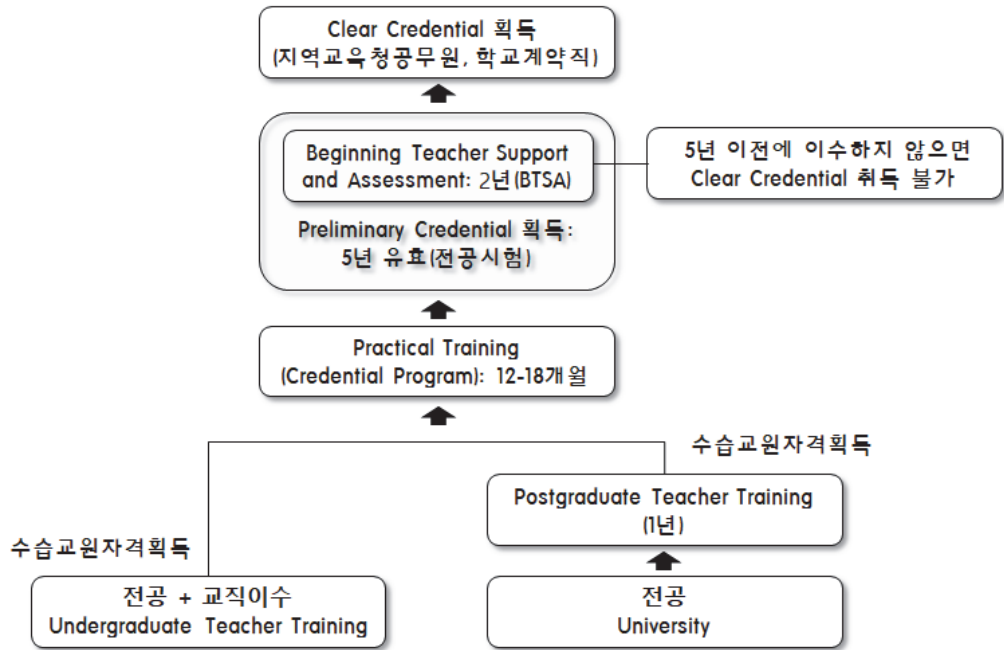 Clear Credential 획득
(지역교육청공무원, 학교계약직)
Beginning Teacher Support
and Assessment: 2년(BTSA)
5년 이전에 이수하지 않으면
Clear Credential 취득 불가
Preliminary Credential 획득:
5년 유효(전공시험)
Practical Training
(Credential Program): 12-18개월
수습교원자격획득
Postgraduate Teacher Training
(1년)
수습교원자격획득
전공 + 교직이수
Undergraduate Teacher Training
전공
University